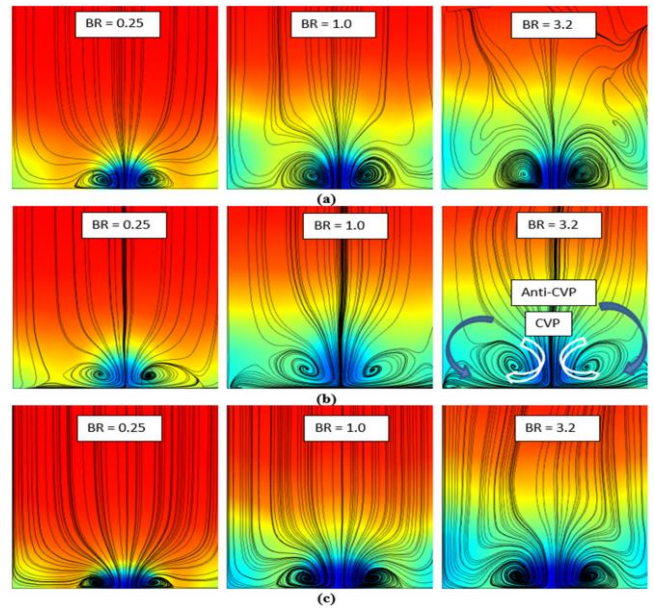 BR = 0.25
BR = 1.0
BR = 3.2
(a)
BR = 0.25
BR = 1.0
BR = 3.2
Anti-CVP
CVP
(b)
BR = 0.25
BR = 1.0
BR = 3.2
(c)